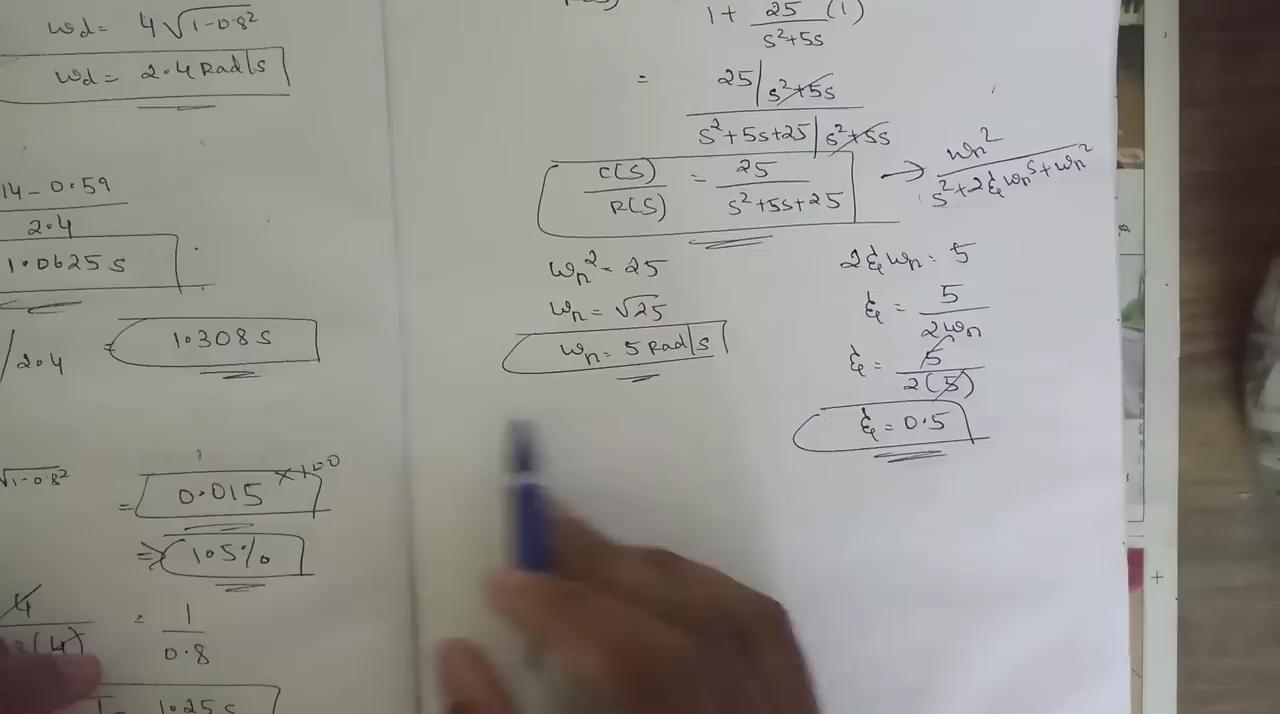 ωd = 4√1-0.8²
ωd = 2.4 Rad/s
14 - 0.59
2.4
1.0625 s
/2.4 = 1.308 s
√1-0.8² = 0.015 × 100
⇒ 1.5%
4
(4) = 1
0.8
1.25 s
1 + 25 (1)
s²+5s
= 25 | s²+5s
s²+5s+25 | s²+5s
C(S) = 25 → ωn²
R(S) s²+5s+25 s²+2ξωns+ωn²
ωn² = 25
ωn = √25
ωn = 5 Rad/s
2ξωn = 5
ξ = 5
2ωn
ξ = 5
2(5)
ξ = 0.5